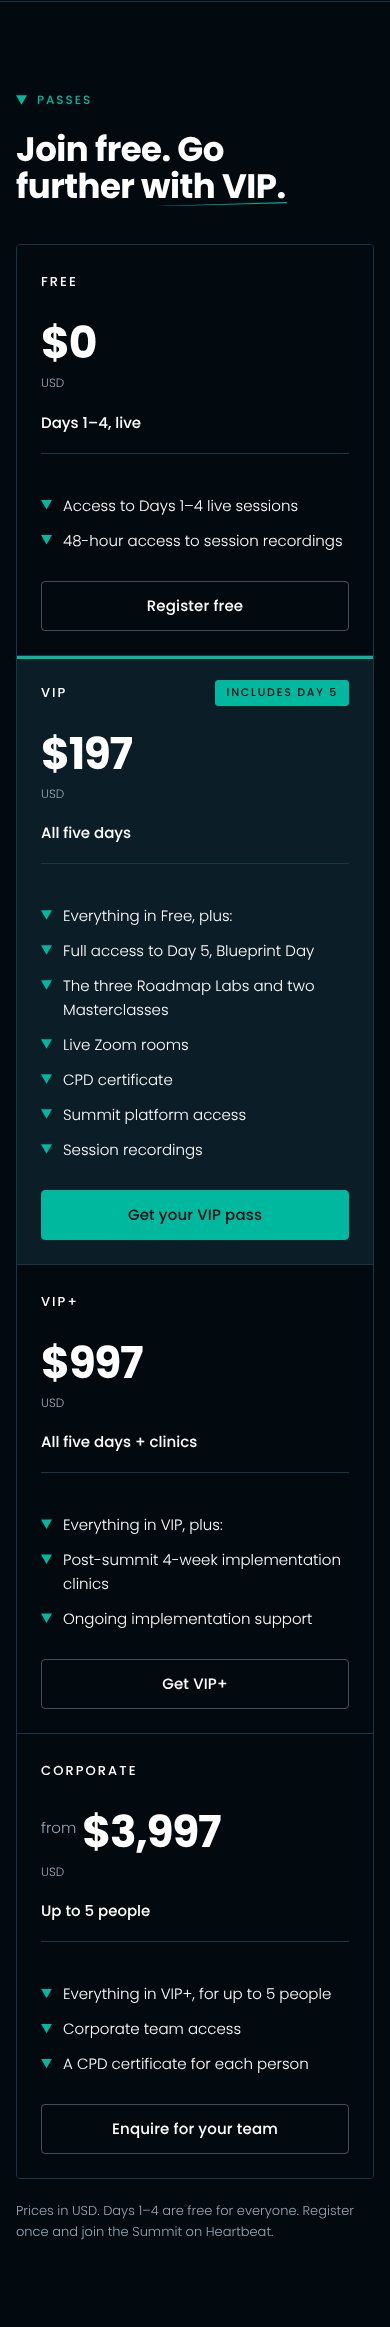 PASSES
Join free. Go
further with VIP.
FREE
$0
USD
Days 1–4, live
Access to Days 1–4 live sessions
48-hour access to session recordings
Register free
VIP
INCLUDES DAY 5
$197
USD
All five days
Everything in Free, plus:
Full access to Day 5, Blueprint Day
The three Roadmap Labs and two
Masterclasses
Live Zoom rooms
CPD certificate
Summit platform access
Session recordings
Get your VIP pass
VIP+
$997
USD
All five days + clinics
Everything in VIP, plus:
Post-summit 4-week implementation
clinics
Ongoing implementation support
Get VIP+
CORPORATE
from $3,997
USD
Up to 5 people
Everything in VIP+, for up to 5 people
Corporate team access
A CPD certificate for each person
Enquire for your team
Prices in USD. Days 1–4 are free for everyone. Register
once and join the Summit on Heartbeat.